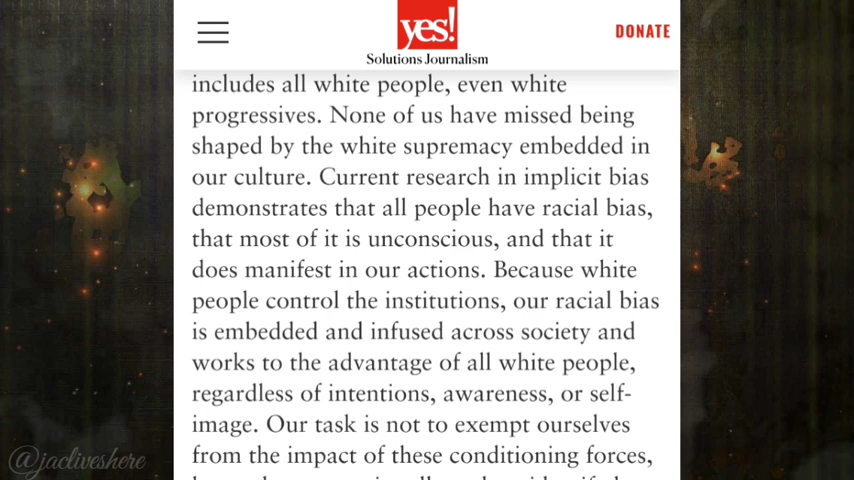 yes!
DONATE
Solutions Journalism
includes all white people, even white
progressives. None of us have missed being
shaped by the white supremacy embedded in
our culture. Current research in implicit bias
demonstrates that all people have racial bias,
that most of it is unconscious, and that it
does manifest in our actions. Because white
people control the institutions, our racial bias
is embedded and infused across society and
works to the advantage of all white people,
regardless of intentions, awareness, or self-
image. Our task is not to exempt ourselves
from the impact of these conditioning forces,
@jacliveshere